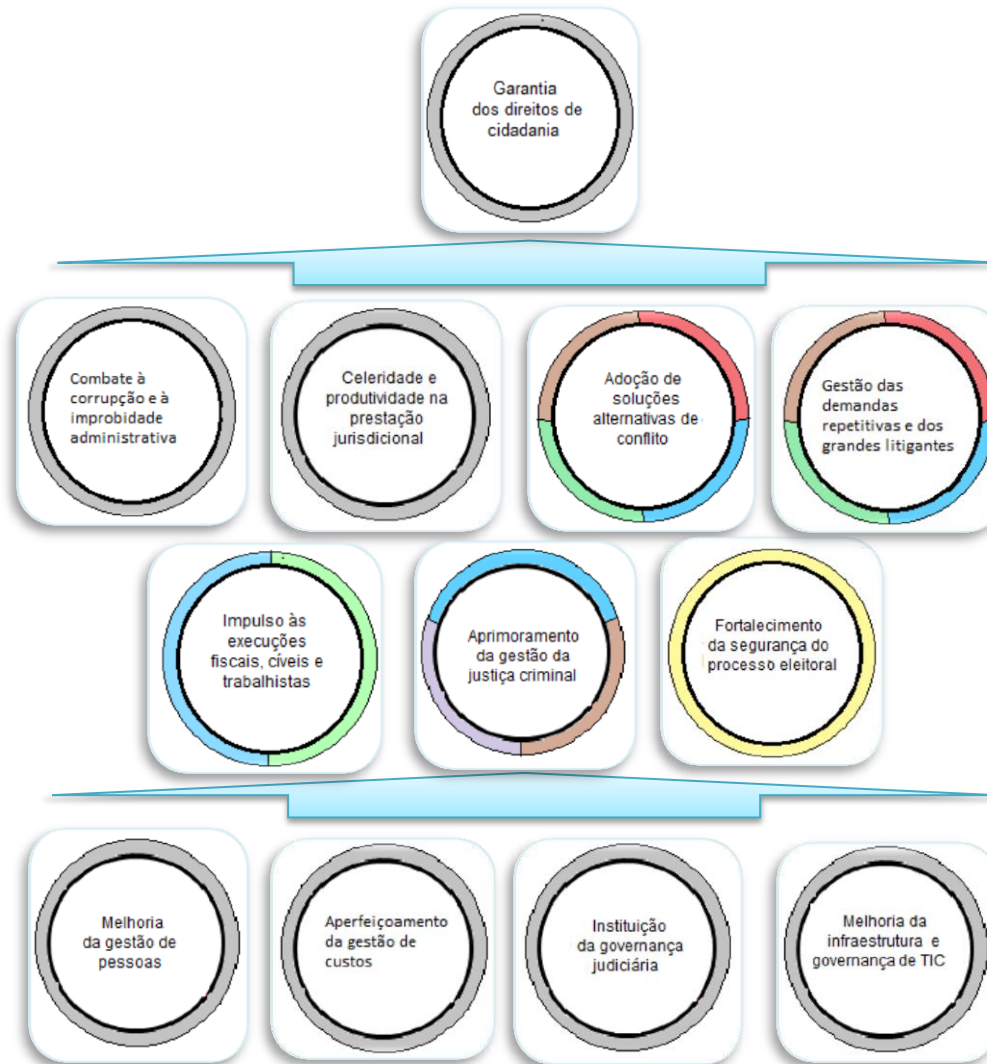 Garantia
dos direitos de
cidadania
Combate à
corrupção e à
improbidade
administrativa
Celeridade e
produtividade na
prestação
jurisdicional
Adoção de
soluções
alternativas de
conflito
Gestão das
demandas
repetitivas e dos
grandes litigantes
Impulso às
execuções
fiscais, cíveis e
trabalhistas
Aprimoramento
da gestão da
justiça criminal
Fortalecimento
da segurança do
processo eleitoral
Melhoria
da gestão de
pessoas
Aperfeiçoamento
da gestão de
custos
Instituição
da governança
judiciária
Melhoria da
infraestrutura e
governança de TIC